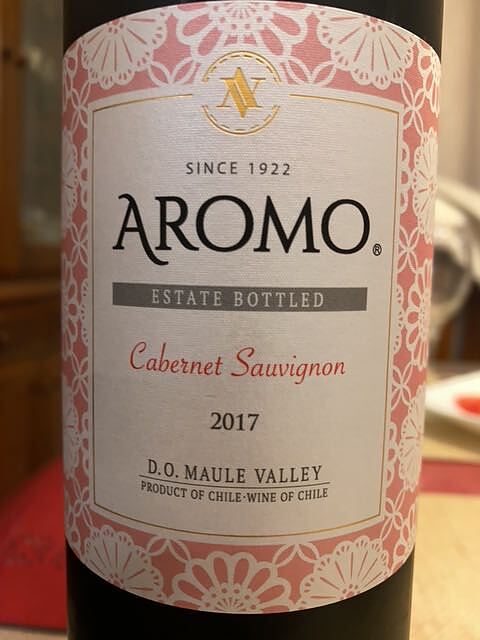 SINCE 1922
AROMO®
ESTATE BOTTLED
Cabernet Sauvignon
2017
D.O. MAULE VALLEY
PRODUCT OF CHILE·WINE OF CHILE